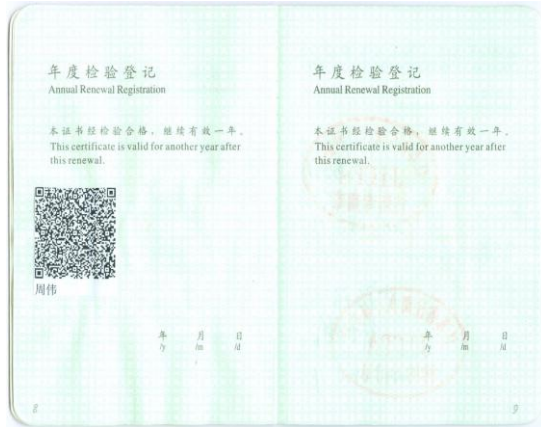 年度检验登记
Annual Renewal Registration
本证书经检验合格，继续有效一年。
This certificate is valid for another year after
this renewal.
周伟
年 月 日
/y /m /d
8
年度检验登记
Annual Renewal Registration
本证书经检验合格，继续有效一年。
This certificate is valid for another year after
this renewal.
年 月 日
/y /m /d
9